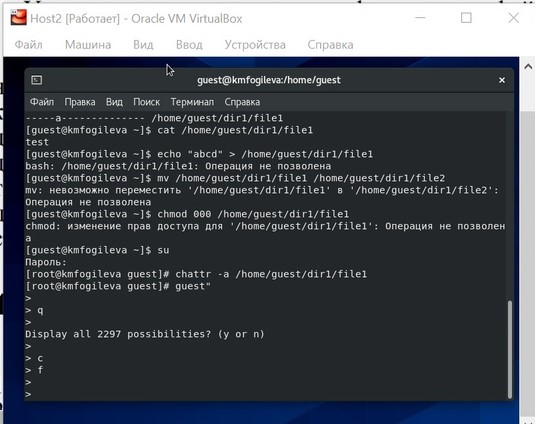 Host2 [Работает] - Oracle VM VirtualBox
Файл Машина Вид Ввод Устройства Справка
guest@kmfogileva:/home/guest
Файл Правка Вид Поиск Терминал Справка
-----a-------------- /home/guest/dir1/file1
[guest@kmfogileva ~]$ cat /home/guest/dir1/file1
test
[guest@kmfogileva ~]$ echo "abcd" > /home/guest/dir1/file1
bash: /home/guest/dir1/file1: Операция не позволена
[guest@kmfogileva ~]$ mv /home/guest/dir1/file1 /home/guest/dir1/file2
mv: невозможно переместить '/home/guest/dir1/file1' в '/home/guest/dir1/file2':
Операция не позволена
[guest@kmfogileva ~]$ chmod 000 /home/guest/dir1/file1
chmod: изменение прав доступа для '/home/guest/dir1/file1': Операция не позволен
а
[guest@kmfogileva ~]$ su
Пароль:
[root@kmfogileva guest]# chattr -a /home/guest/dir1/file1
[root@kmfogileva guest]# guest"
>
> q
>
Display all 2297 possibilities? (y or n)
>
> c
> f
>
>